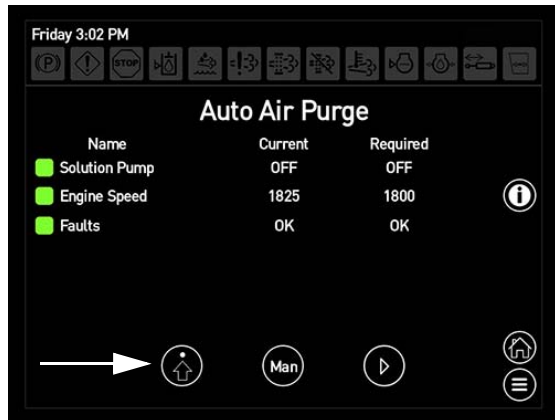 Friday 3:02 PM
STOP
Auto Air Purge
Name Current Required
Solution Pump OFF OFF
Engine Speed 1825 1800
Faults OK OK
Man